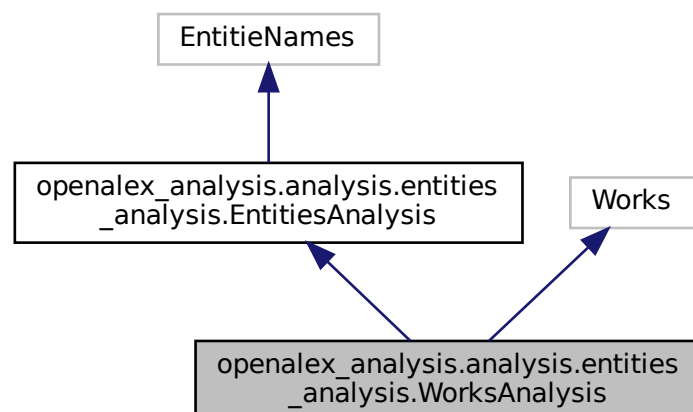 EntitieNames
openalex_analysis.analysis.entities
_analysis.EntitiesAnalysis
Works
openalex_analysis.analysis.entities
_analysis.WorksAnalysis